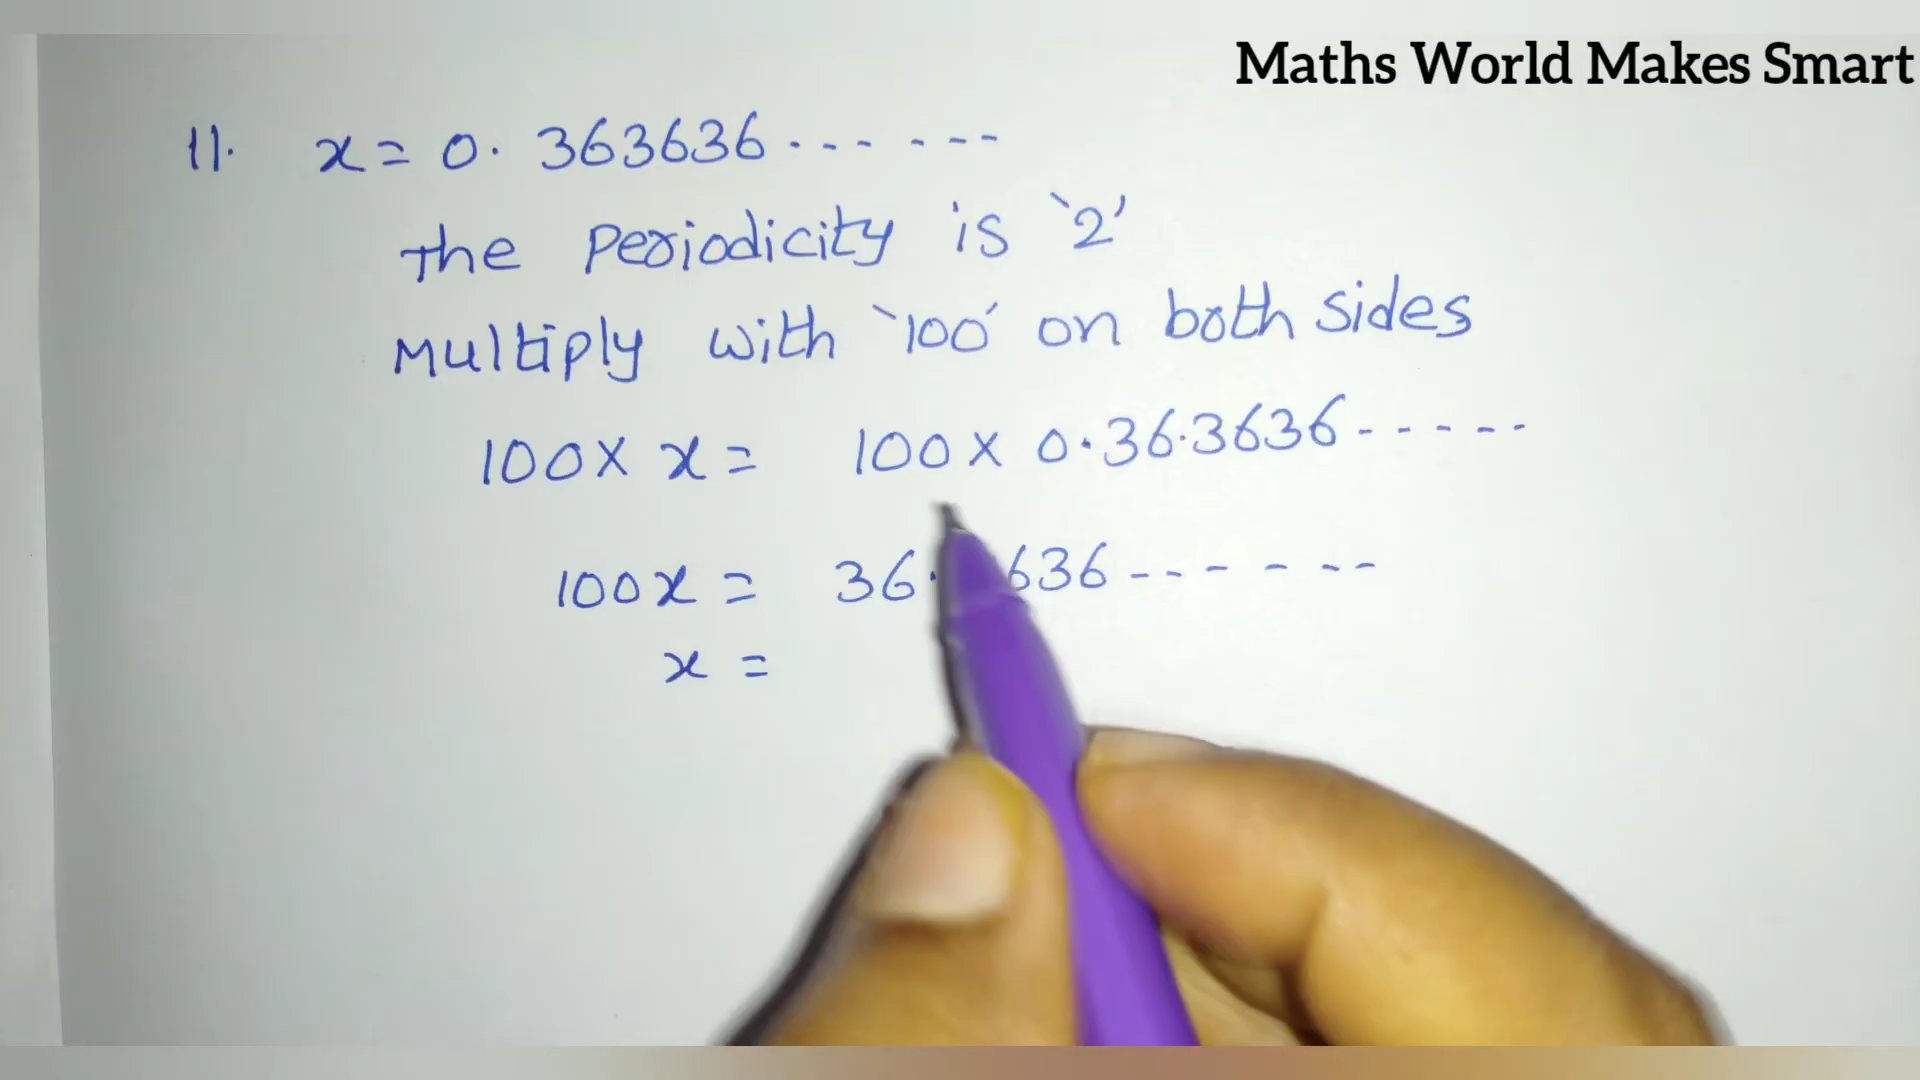 Maths World Makes Smart
11. x = 0.363636 - - - - - -
The Periodicity is '2'
Multiply with '100' on both sides
100 × x = 100 × 0.36.3636 - - - - -
100x = 36. 636 - - - - - -
x =